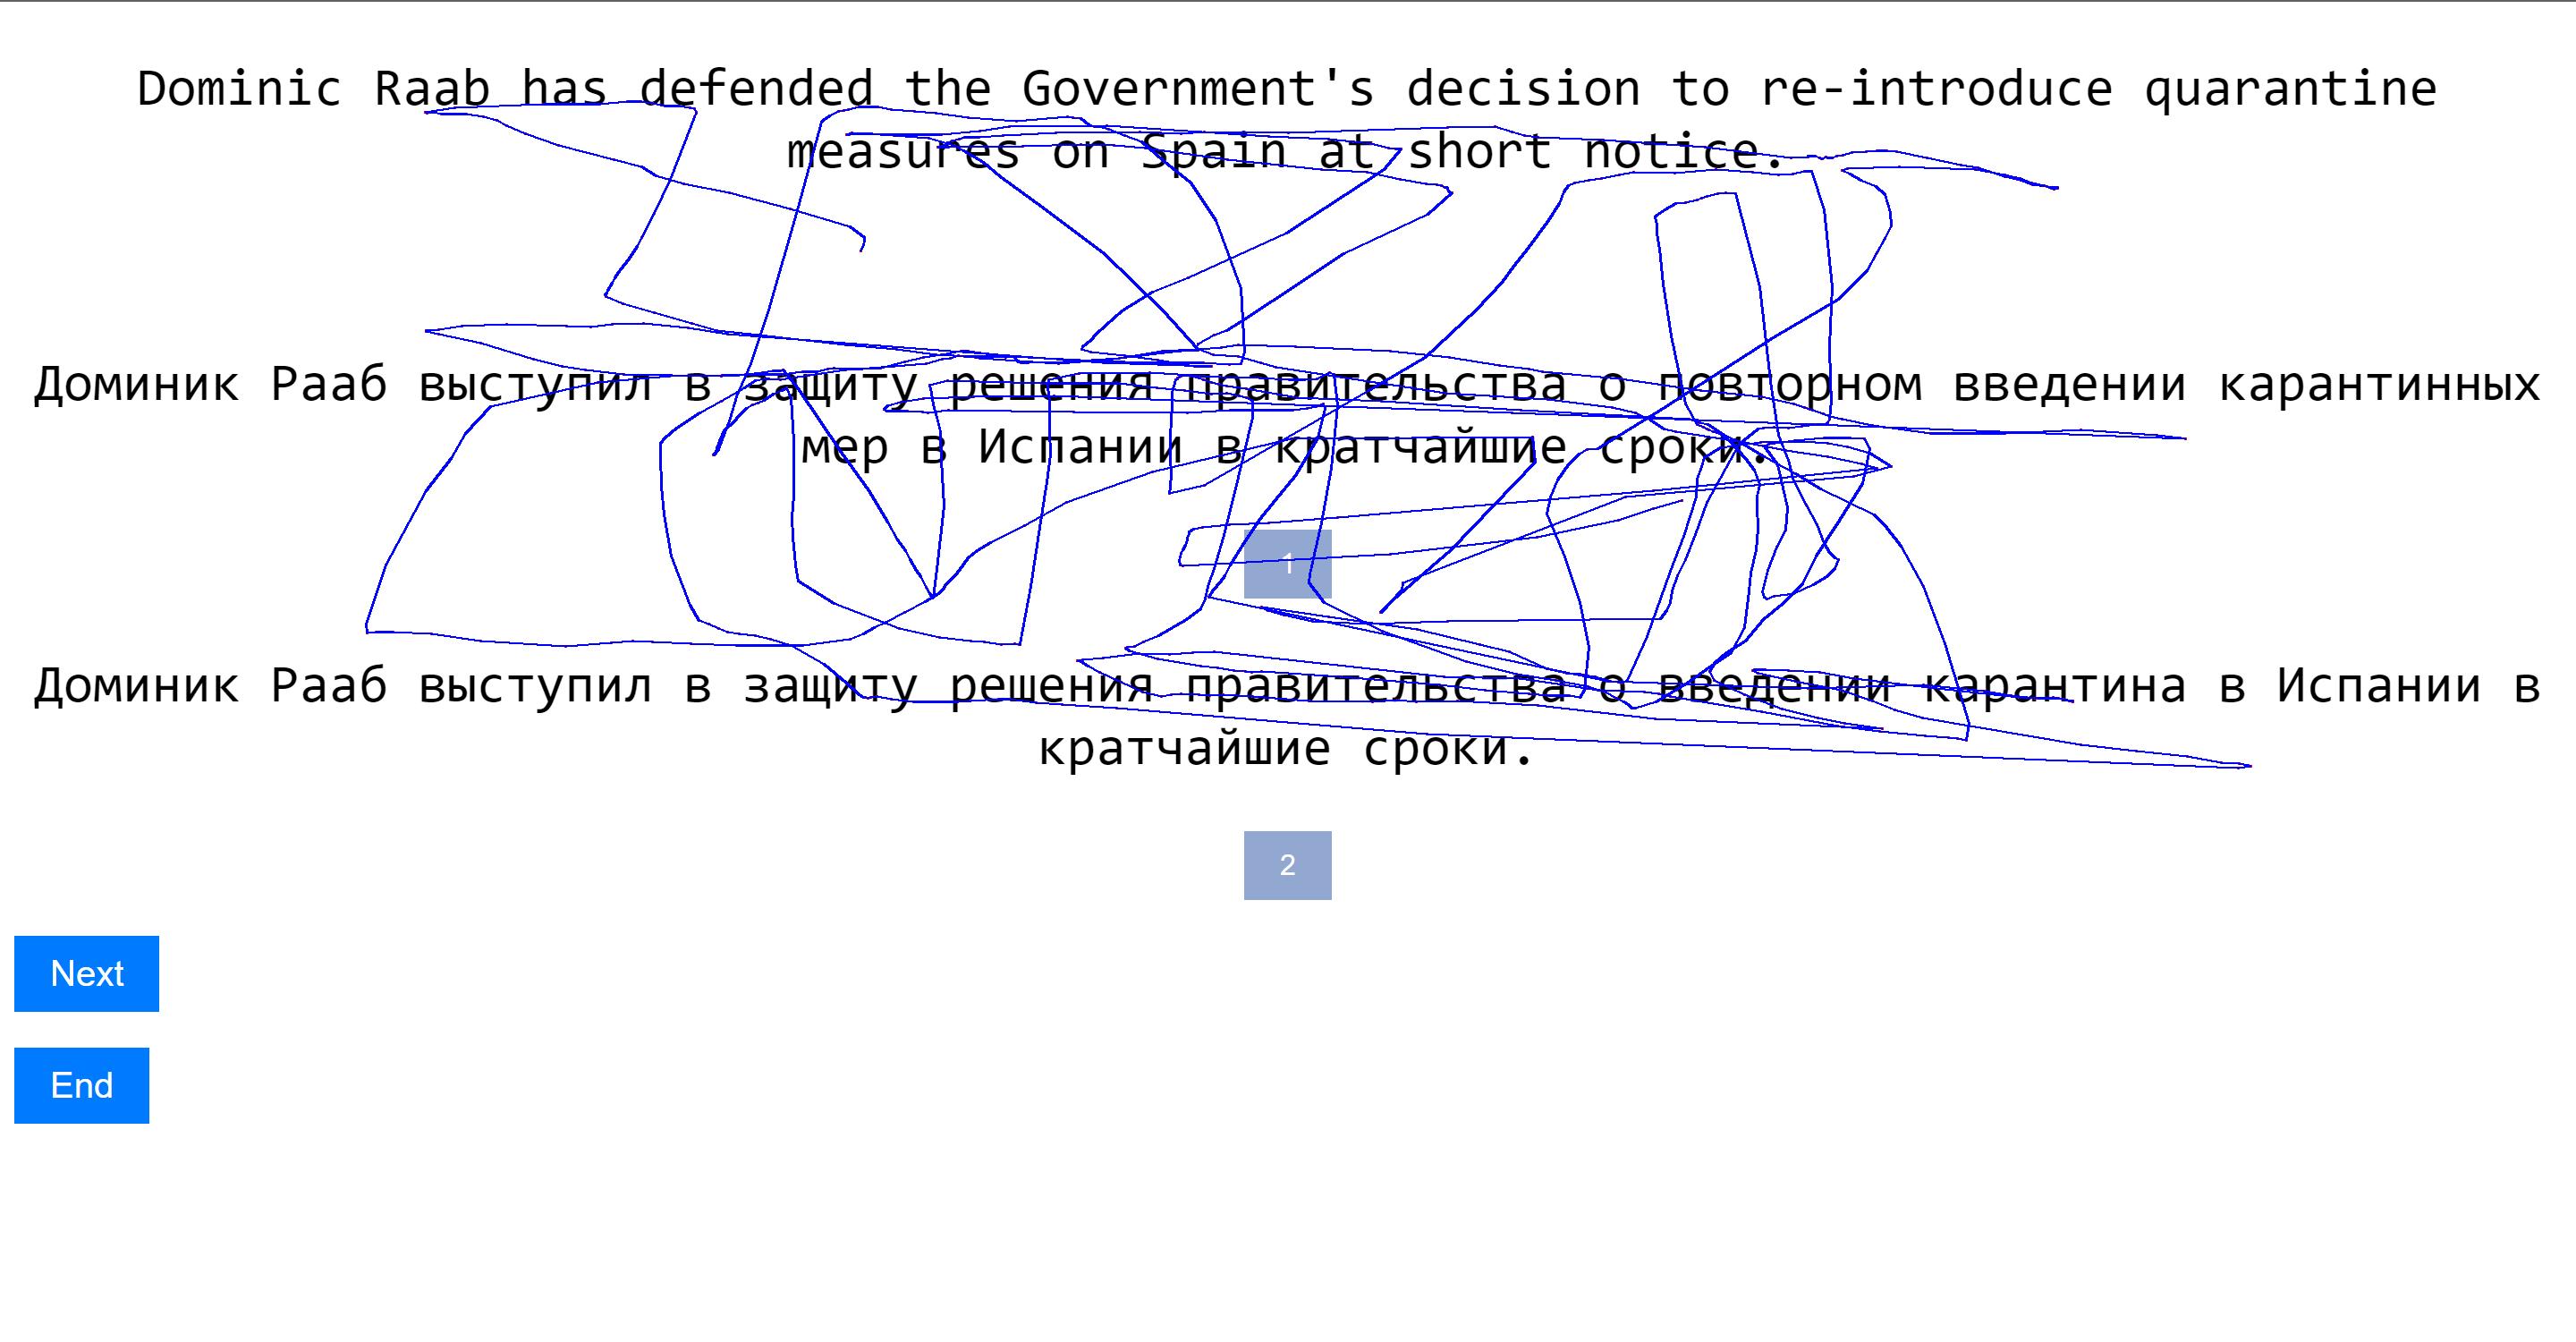 Dominic Raab has defended the Government's decision to re-introduce quarantine
measures on Spain at short notice.
Доминик Рааб выступил в защиту решения правительства о повторном введении карантинных
мер в Испании в кратчайшие сроки.
1
Доминик Рааб выступил в защиту решения правительства о введении карантина в Испании в
кратчайшие сроки.
2
Next
End